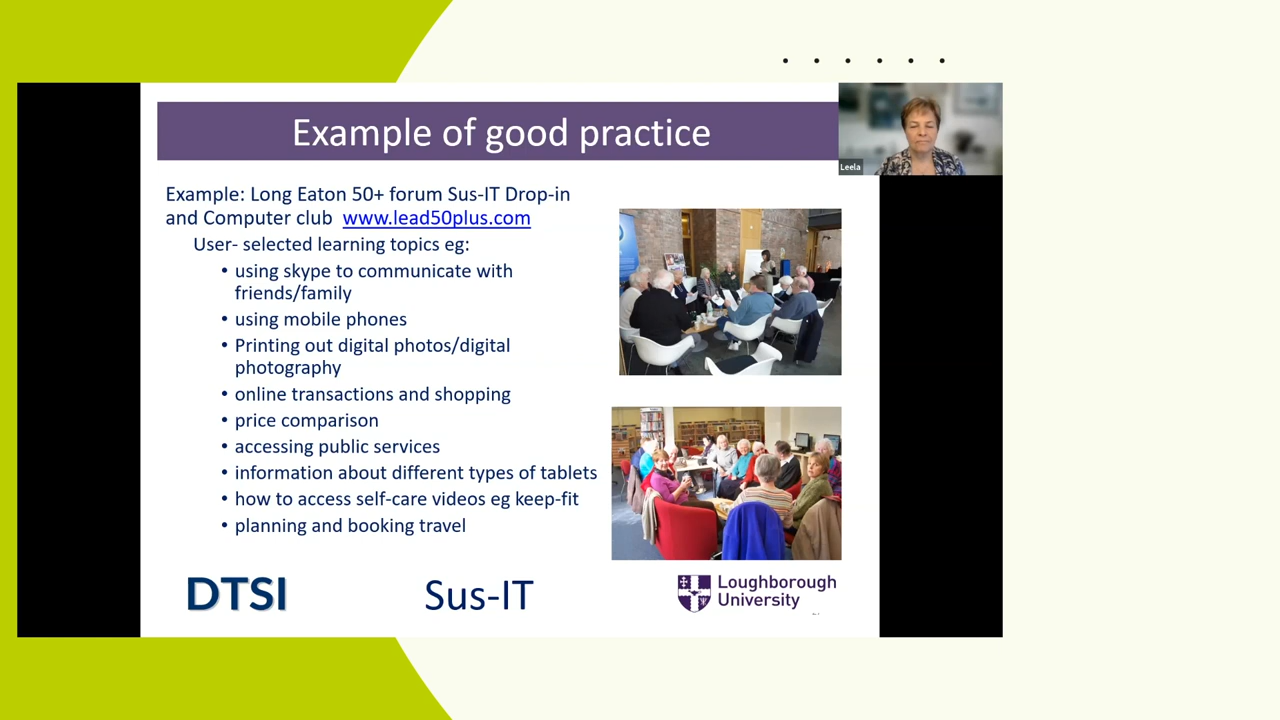 Example of good practice
Leela
Example: Long Eaton 50+ forum Sus-IT Drop-in
and Computer club www.lead50plus.com
User- selected learning topics eg:
• using skype to communicate with
friends/family
• using mobile phones
• Printing out digital photos/digital
photography
• online transactions and shopping
• price comparison
• accessing public services
• information about different types of tablets
• how to access self-care videos eg keep-fit
• planning and booking travel
DTSI
Sus-IT
Loughborough
University